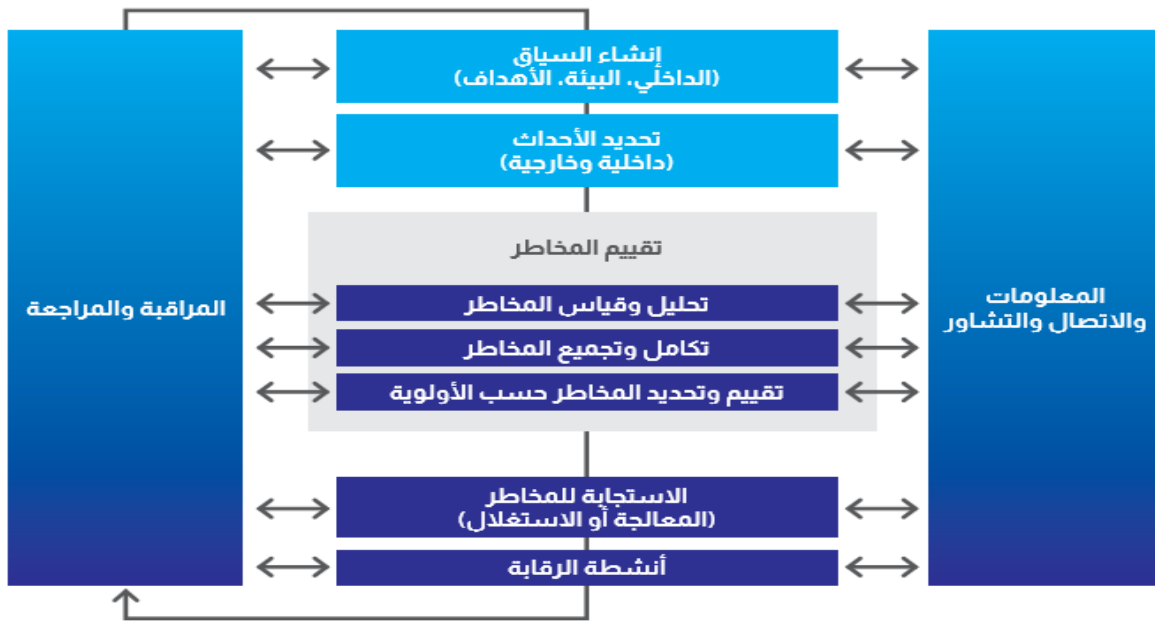 إنشاء السياق
(الداخلي، البيئة، الأهداف)
تحديد الأحداث
(داخلية وخارجية)
تقييم المخاطر
المعلومات
والاتصال والتشاور
تحليل وقياس المخاطر
تكامل وتجميع المخاطر
تقييم وتحديد المخاطر حسب الأولوية
المراقبة والمراجعة
الاستجابة للمخاطر
(المعالجة أو الاستغلال)
أنشطة الرقابة